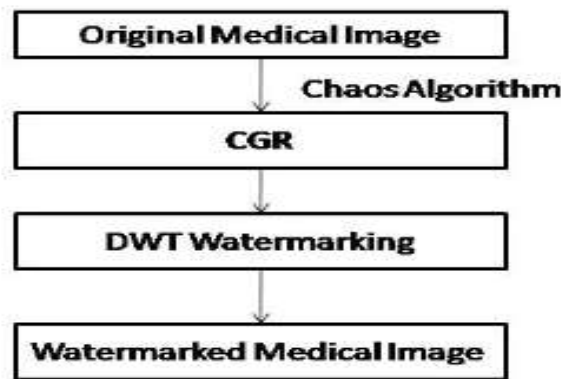 Original Medical Image
Chaos Algorithm
CGR
DWT Watermarking
Watermarked Medical Image